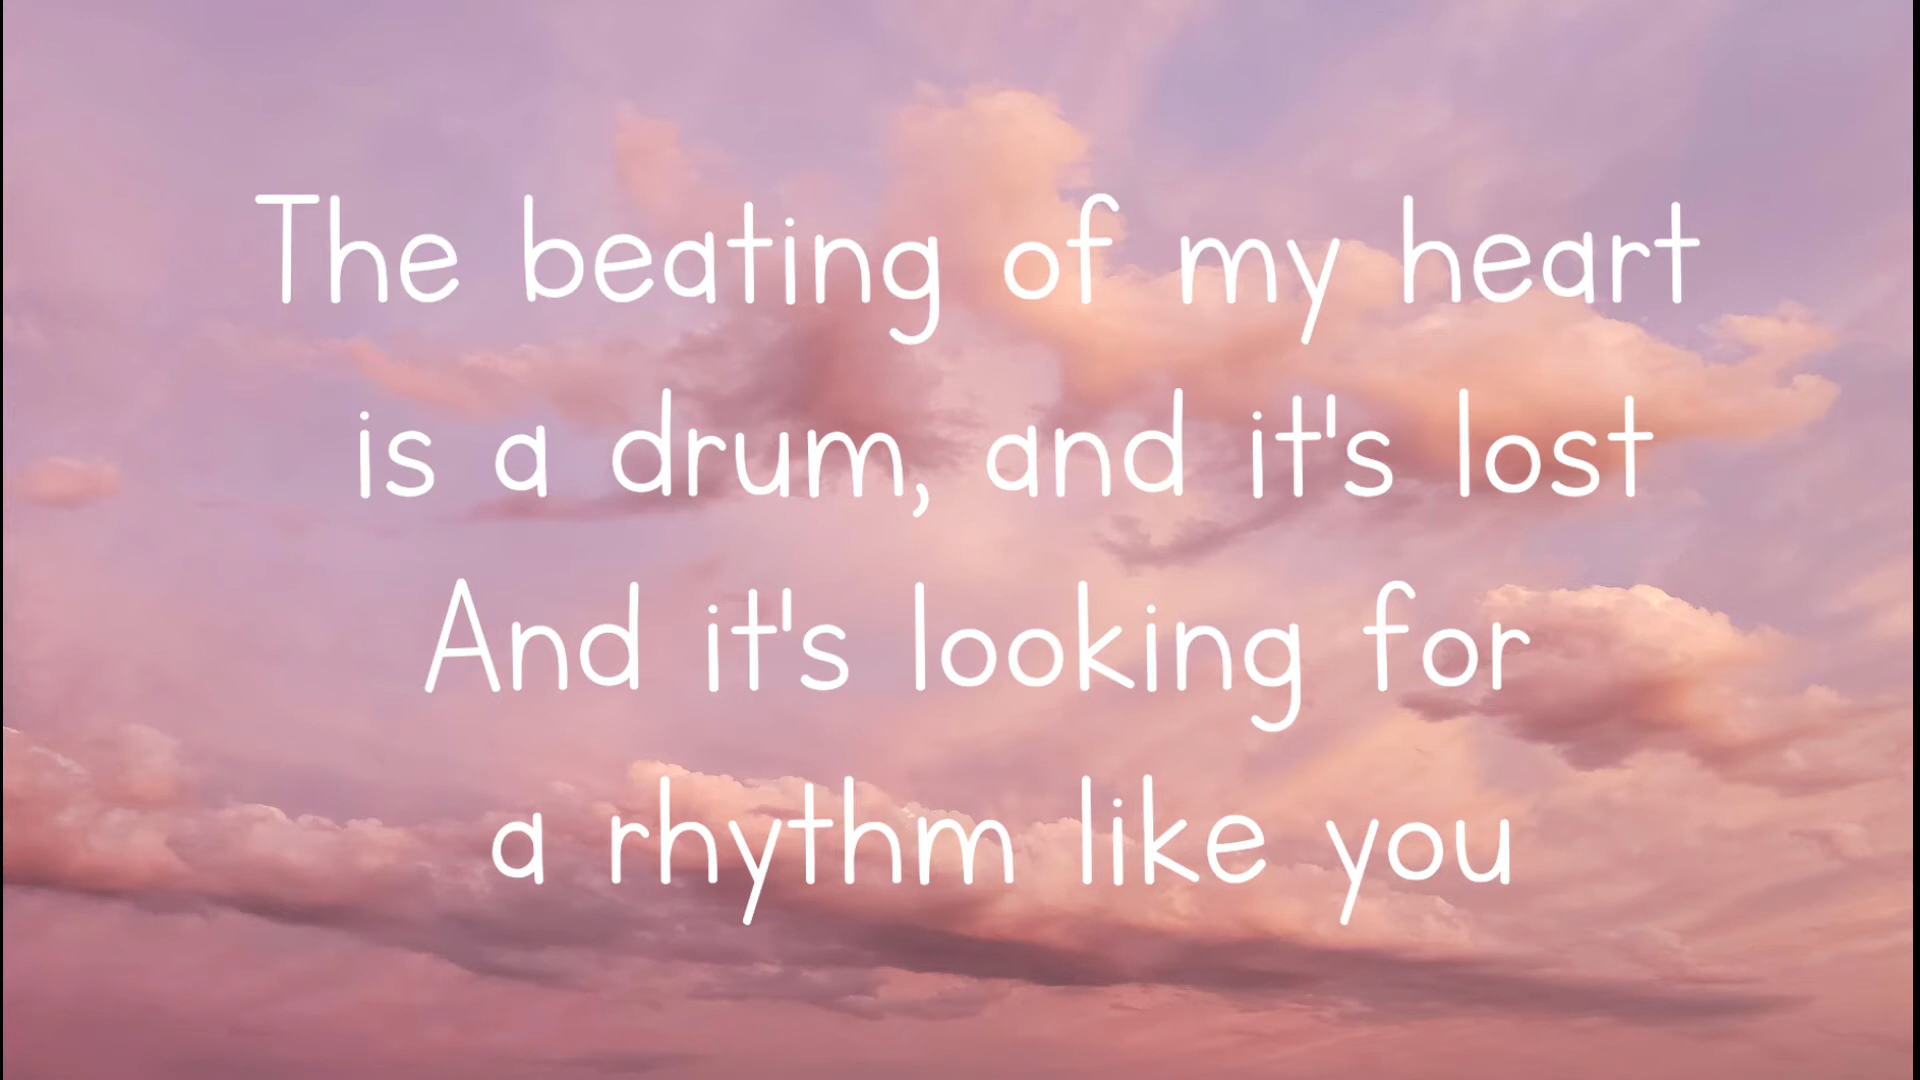 The beating of my heart
is a drum, and it's lost
And it's looking for
a rhythm like you